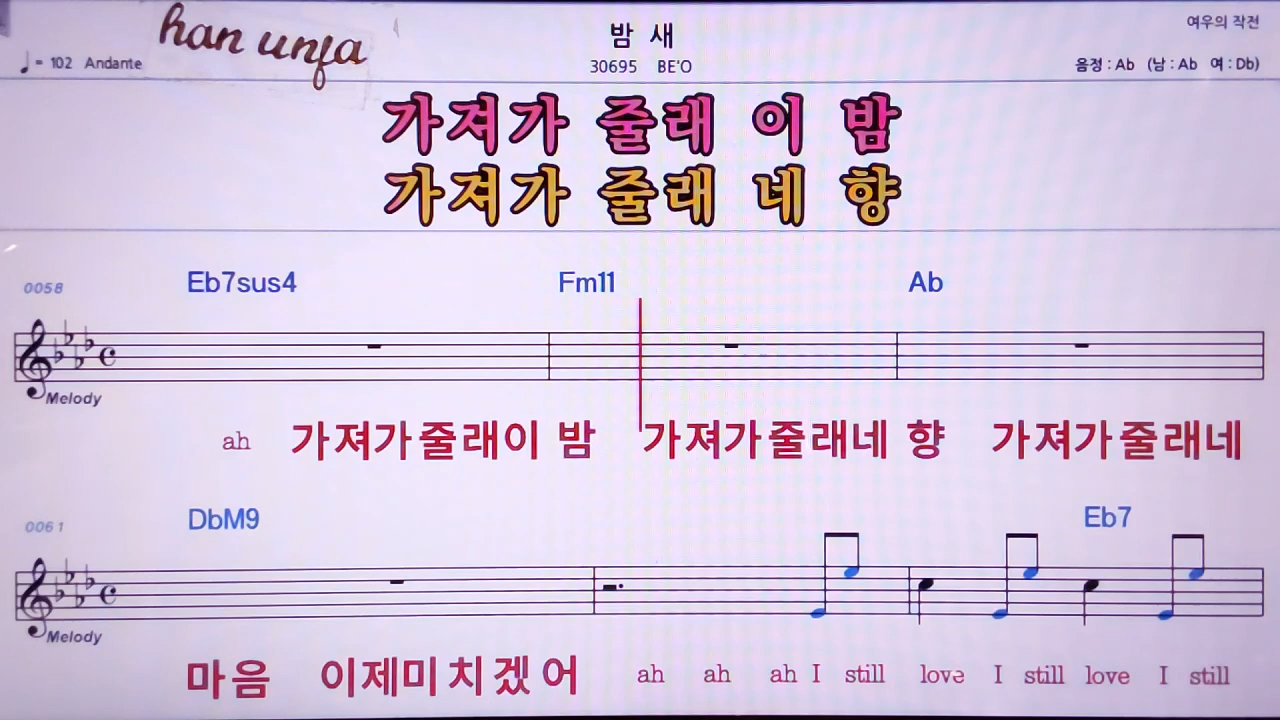 han unja
밤 새
여우의 작전
♩= 102 Andante
30695 BE'O
음정 : Ab (남 : Ab 여 : Db)
가져가 줄래 이 밤
가져가 줄래 네 향
0058 Eb7sus4 Fm11 Ab
Melody
ah 가져가줄래이 밤 가져가줄래네 향 가져가줄래네
0061 DbM9 Eb7
Melody
마음 이제미치겠어 ah ah ah I still love I still love I still